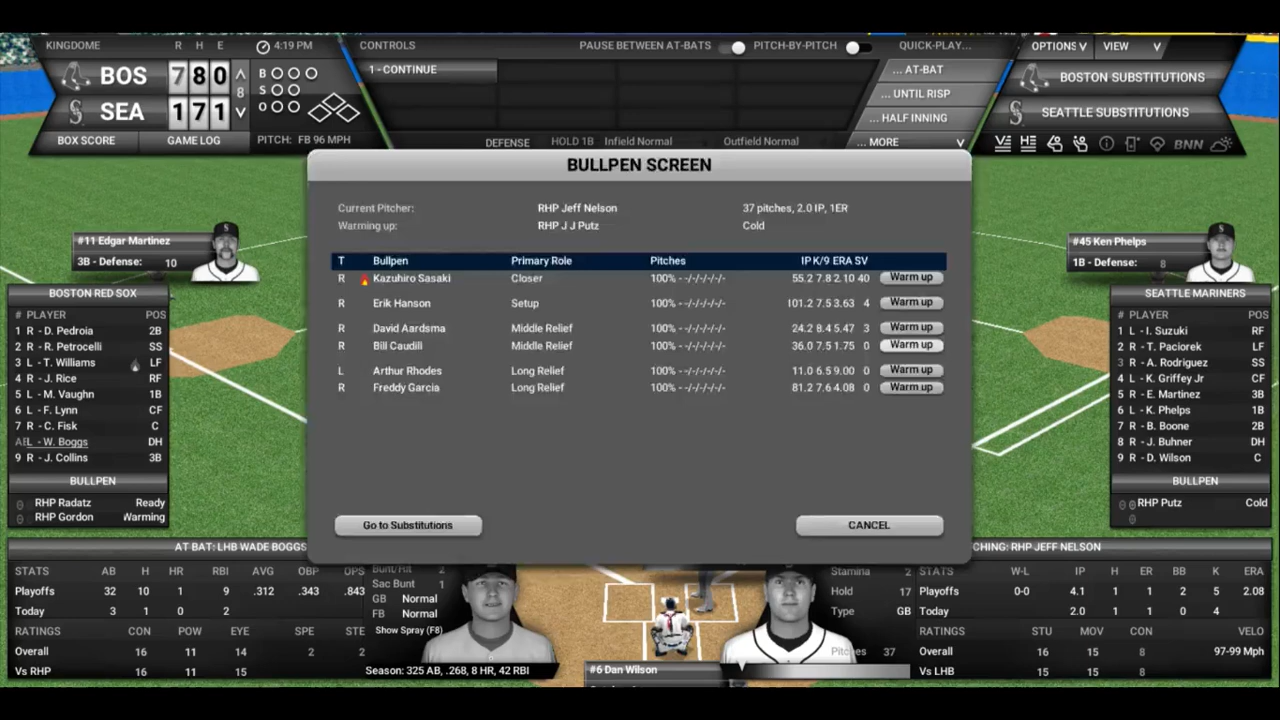 KINGDOME R H E 4:19 PM CONTROLS PAUSE BETWEEN AT-BATS PITCH-BY-PITCH QUICK-PLAY... OPTIONS VIEW
BOS 7 8 0 8 B
1 - CONTINUE ... AT-BAT BOSTON SUBSTITUTIONS
S
... UNTIL RISP
SEA 1 7 1 O SEATTLE SUBSTITUTIONS
... HALF INNING
BOX SCORE GAME LOG PITCH: FB 96 MPH DEFENSE HOLD 1B Infield Normal Outfield Normal ... MORE BNN
BULLPEN SCREEN
Current Pitcher: RHP Jeff Nelson 37 pitches, 2.0 IP, 1ER
Warming up: RHP J J Putz Cold
T Bullpen Primary Role Pitches IP K/9 ERA SV
R Kazuhiro Sasaki Closer 100% - -/-/-/-/-/- 55.2 7.8 2.10 40 Warm up
R Erik Hanson Setup 100% - -/-/-/-/-/- 101.2 7.5 3.63 4 Warm up
R David Aardsma Middle Relief 100% - -/-/-/-/-/- 24.2 8.4 5.47 3 Warm up
R Bill Caudill Middle Relief 100% - -/-/-/-/-/- 36.0 7.5 1.75 0 Warm up
L Arthur Rhodes Long Relief 100% - -/-/-/-/-/- 11.0 6.5 9.00 0 Warm up
R Freddy Garcia Long Relief 100% - -/-/-/-/-/- 81.2 7.6 4.08 0 Warm up
Go to Substitutions CANCEL
#11 Edgar Martinez
3B - Defense: 10
#45 Ken Phelps
1B - Defense: 8
BOSTON RED SOX
# PLAYER POS
1 R - D. Pedroia 2B
2 R - R. Petrocelli SS
3 L - T. Williams LF
4 R - J. Rice RF
5 L - M. Vaughn 1B
6 L - F. Lynn CF
7 R - C. Fisk C
L - W. Boggs DH
9 R - J. Collins 3B
BULLPEN
0 RHP Radatz Ready
0 RHP Gordon Warming
SEATTLE MARINERS
# PLAYER POS
1 L - I. Suzuki RF
2 R - T. Paciorek LF
3 R - A. Rodriguez SS
4 L - K. Griffey Jr CF
5 R - E. Martinez 3B
6 L - K. Phelps 1B
7 R - B. Boone 2B
8 R - J. Buhner DH
9 R - D. Wilson C
BULLPEN
0 0 RHP Putz Cold
0
AT BAT: LHB WADE BOGGS
STATS AB H HR RBI AVG OBP OPS
Playoffs 32 10 1 9 .312 .343 .843
Today 3 1 0 2
RATINGS CON POW EYE SPE STE
Overall 16 11 14 2 2
Vs RHP 16 11 15
Bunt/Hit 2
Sac Bunt 1
GB Normal
FB Normal
Show Spray (F8)
Season: 325 AB, .268, 8 HR, 42 RBI
#6 Dan Wilson
CHING: RHP JEFF NELSON
Stamina 2
Hold 17
Type GB
Pitches 37
STATS W-L IP H ER BB K ERA
Playoffs 0-0 4.1 1 1 2 5 2.08
Today 2.0 1 1 0 4
RATINGS STU MOV CON VELO
Overall 16 15 8 97-99 Mph
Vs LHB 15 15 8